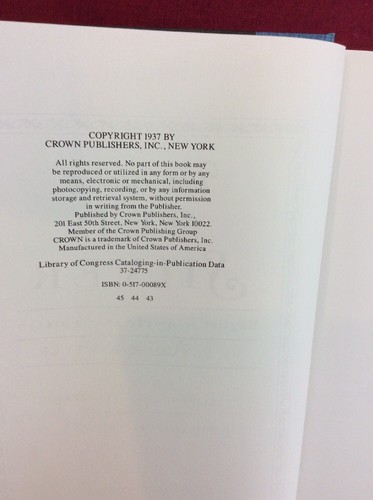 COPYRIGHT 1937 BY
CROWN PUBLISHERS, INC., NEW YORK
All rights reserved. No part of this book may
be reproduced or utilized in any form or by any
means, electronic or mechanical, including
photocopying, recording, or by any information
storage and retrieval system, without permission
in writing from the Publisher.
Published by Crown Publishers, Inc.,
201 East 50th Street, New York, New York 10022.
Member of the Crown Publishing Group
CROWN is a trademark of Crown Publishers, Inc.
Manufactured in the United States of America
Library of Congress Cataloging-in-Publication Data
37-24775
ISBN: 0-517-00089X
45 44 43